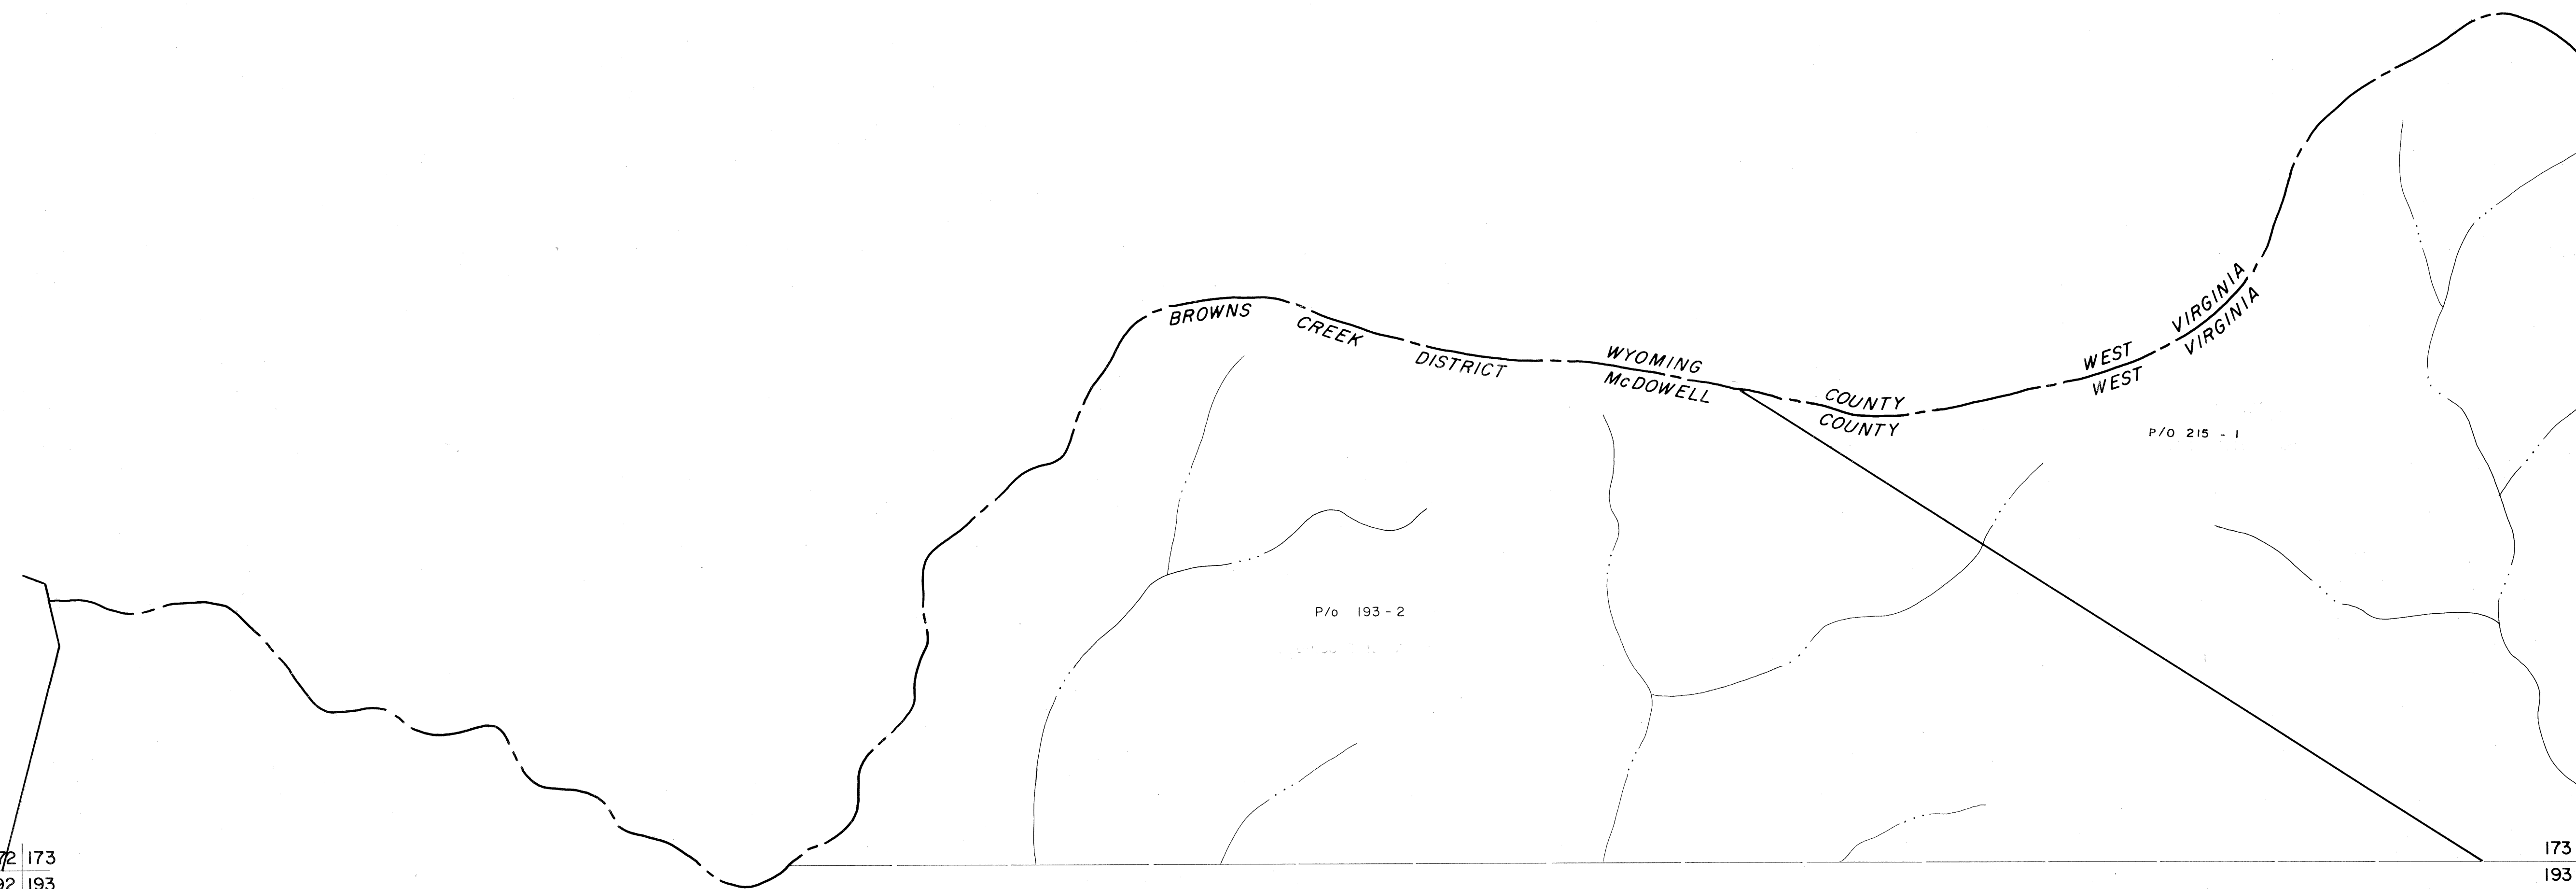 BROWNS CREEK DISTRICT
WYOMING COUNTY WEST VIRGINIA
McDOWELL COUNTY WEST VIRGINIA
P/O 215 - 1
P/o 193 - 2
173
193
173
193